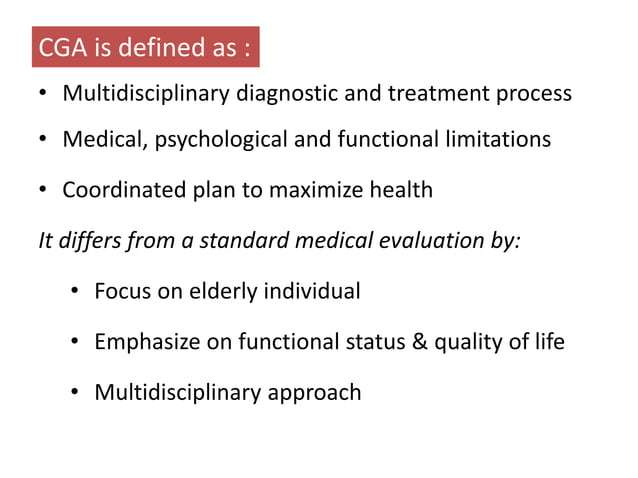 CGA is defined as :
• Multidisciplinary diagnostic and treatment process
• Medical, psychological and functional limitations
• Coordinated plan to maximize health
It differs from a standard medical evaluation by:
• Focus on elderly individual
• Emphasize on functional status & quality of life
• Multidisciplinary approach